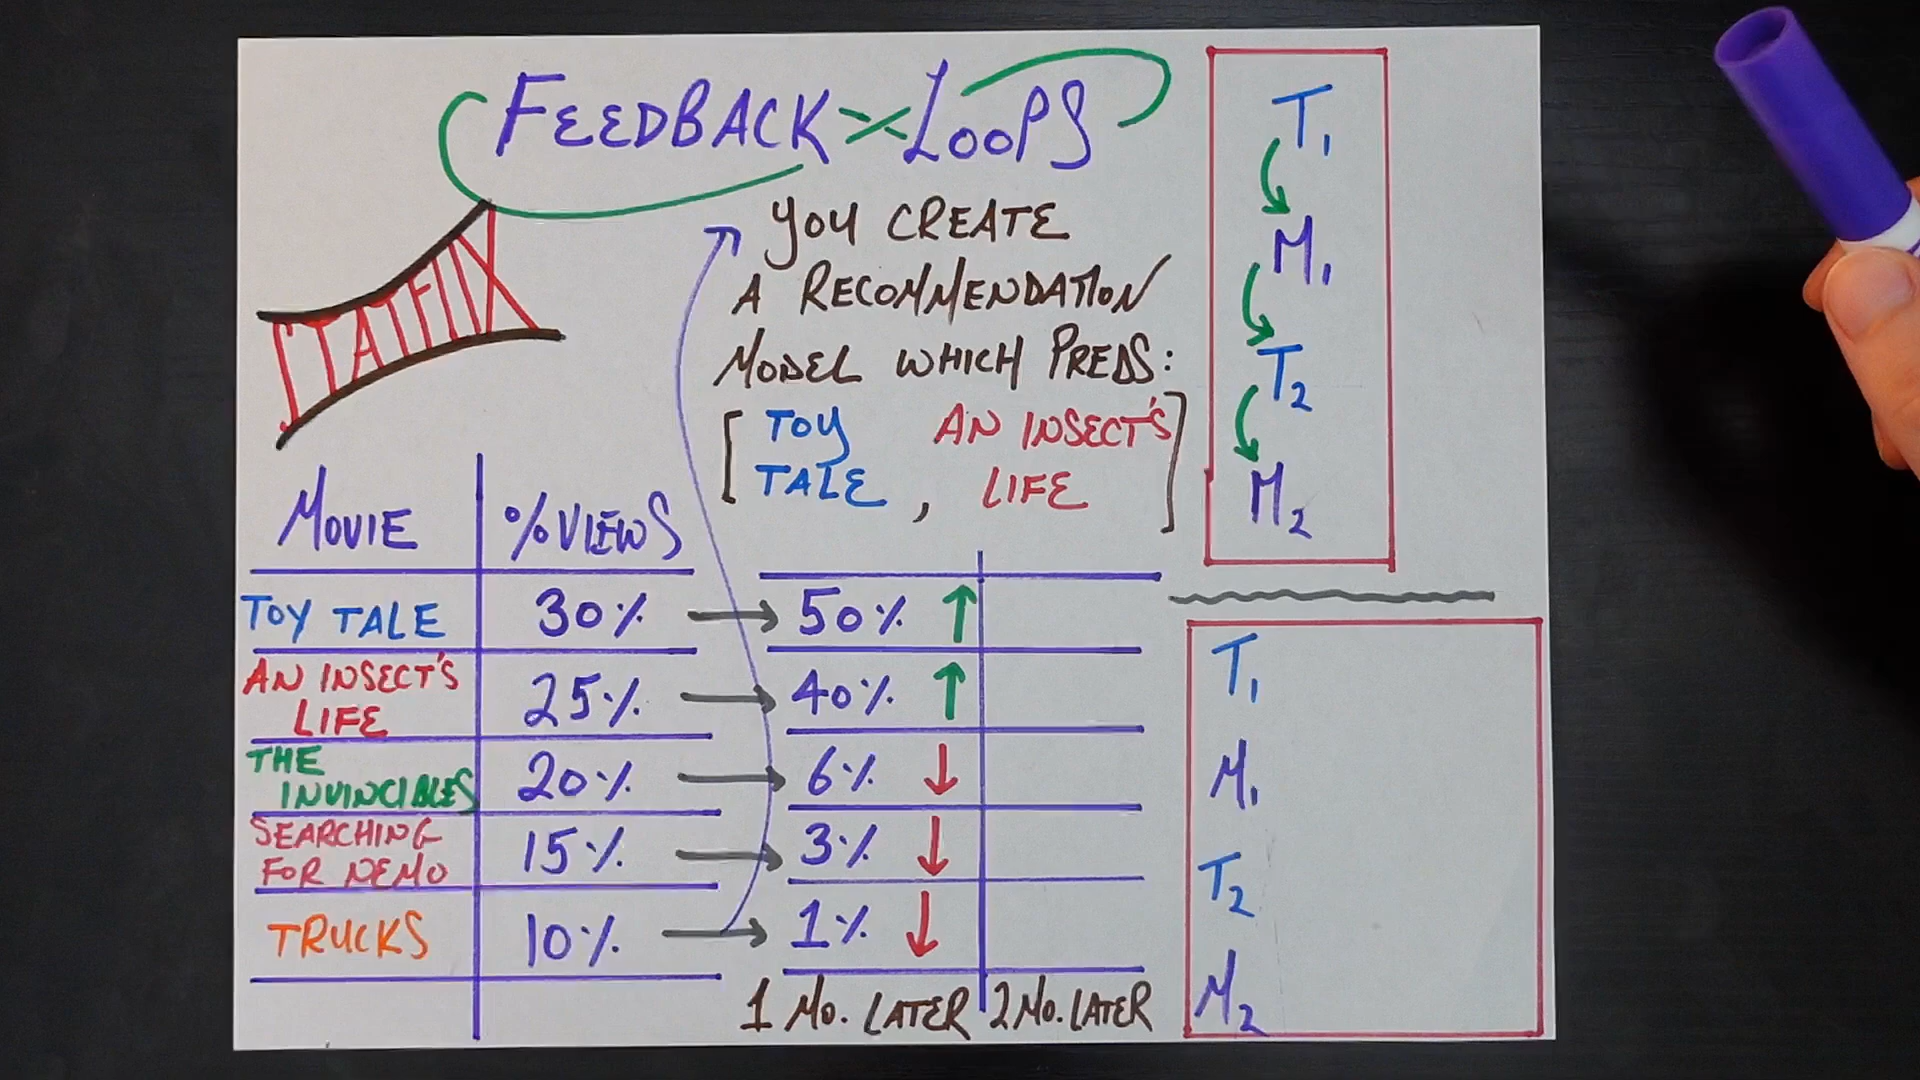 FEEDBACK LOOPS
STATFLIX
YOU CREATE
A RECOMMENDATION
MODEL WHICH PREDS:
[TOY TALE, AN INSECT'S LIFE]
MOVIE %VIEWS
TOY TALE 30% → 50% ↑
AN INSECT'S LIFE 25% → 40% ↑
THE INVINCIBLES 20% → 6% ↓
SEARCHING FOR NEMO 15% → 3% ↓
TRUCKS 10% → 1% ↓
1 MO. LATER 2 MO. LATER
T1
M1
T2
M2
T1
M1
T2
M2